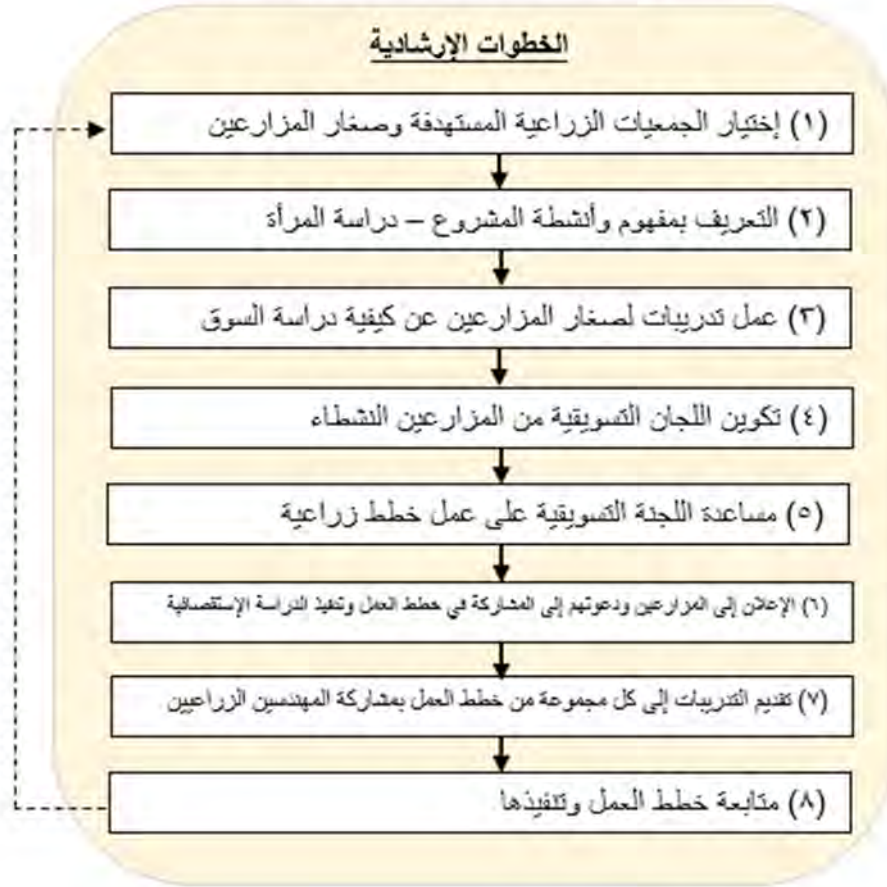 الخطوات الإرشادية
(١) إختيار الجمعيات الزراعية المستهدفة وصغار المزارعين
(٢) التعريف بمفهوم وأنشطة المشروع – دراسة المرأة
(٣) عمل تدريبات لصغار المزارعين عن كيفية دراسة السوق
(٤) تكوين اللجان التسويقية من المزارعين النشطاء
(٥) مساعدة اللجنة التسويقية على عمل خطط زراعية
(٦) الإعلان إلى المزارعين ودعوتهم إلى المشاركة في خطط العمل وتنفيذ الدراسة الإستقصائية
(٧) تقديم التدريبات إلى كل مجموعة من خطط العمل بمشاركة المهندسين الزراعيين
(٨) متابعة خطط العمل وتنفيذها